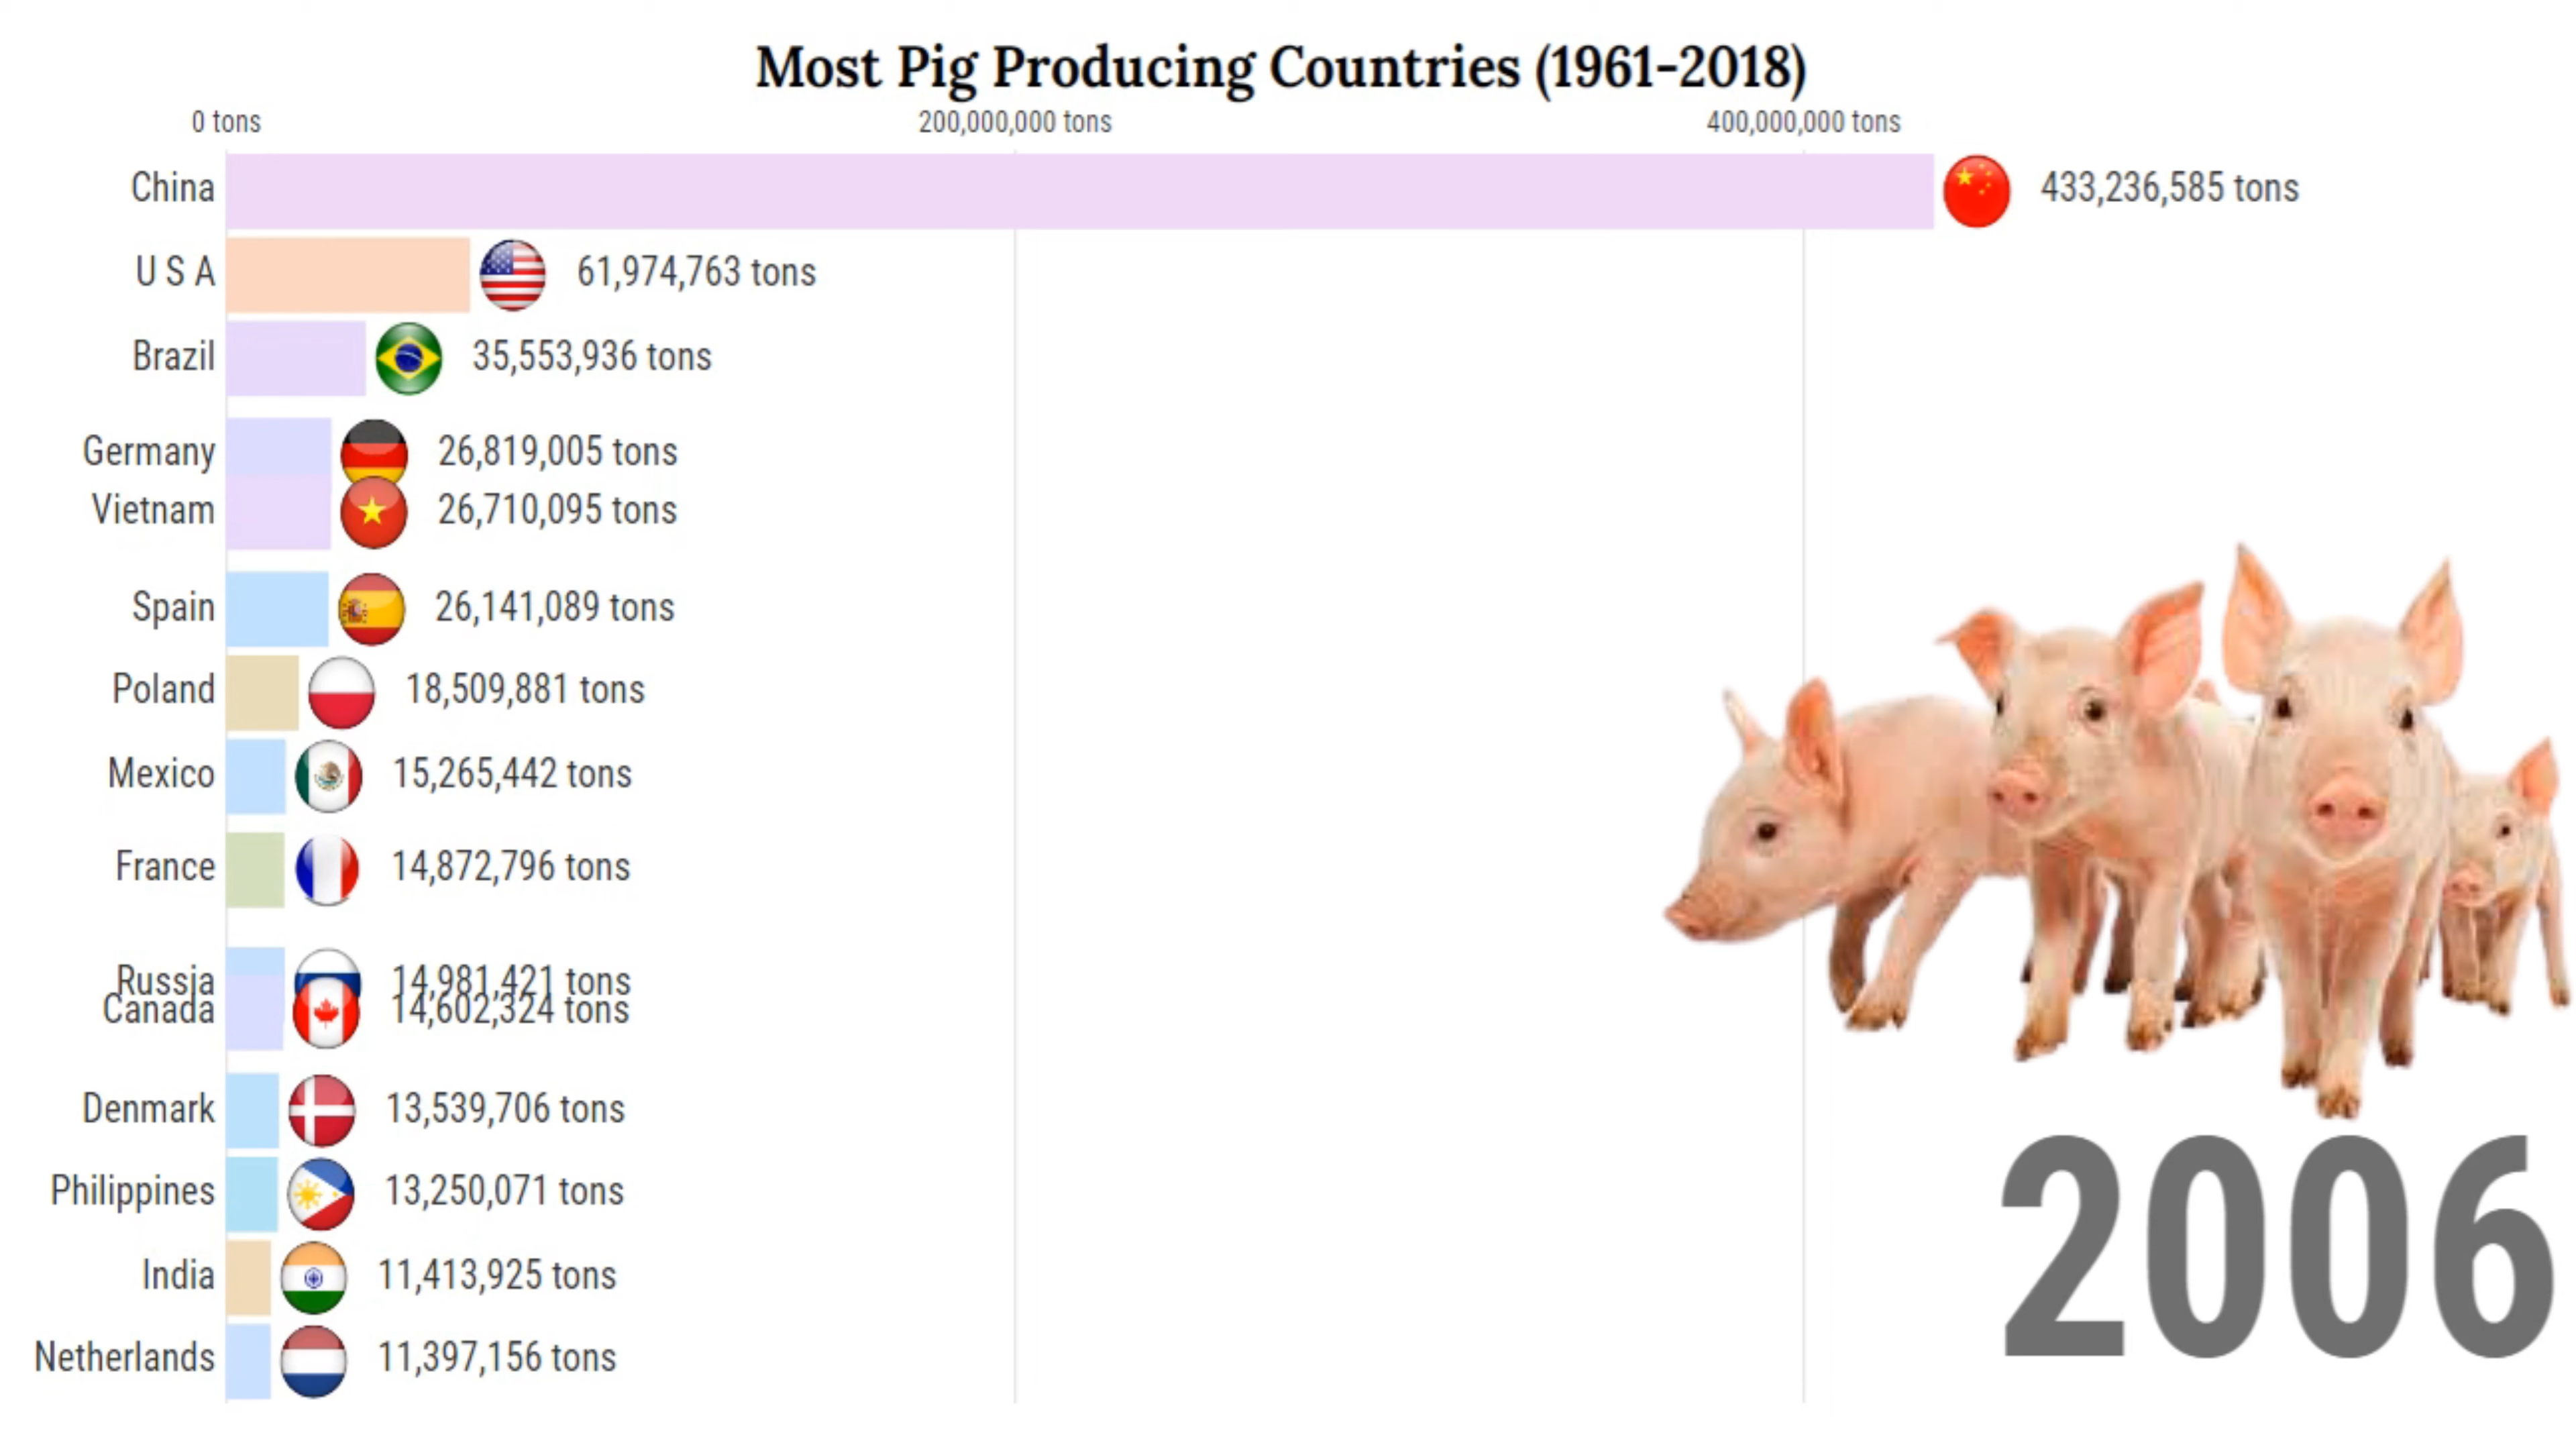 Most Pig Producing Countries (1961-2018)
0 tons 200,000,000 tons 400,000,000 tons
China 433,236,585 tons
U S A 61,974,763 tons
Brazil 35,553,936 tons
Germany 26,819,005 tons
Vietnam 26,710,095 tons
Spain 26,141,089 tons
Poland 18,509,881 tons
Mexico 15,265,442 tons
France 14,872,796 tons
Russia 14,981,421 tons
Canada 14,602,324 tons
Denmark 13,539,706 tons
Philippines 13,250,071 tons
India 11,413,925 tons
Netherlands 11,397,156 tons
2006